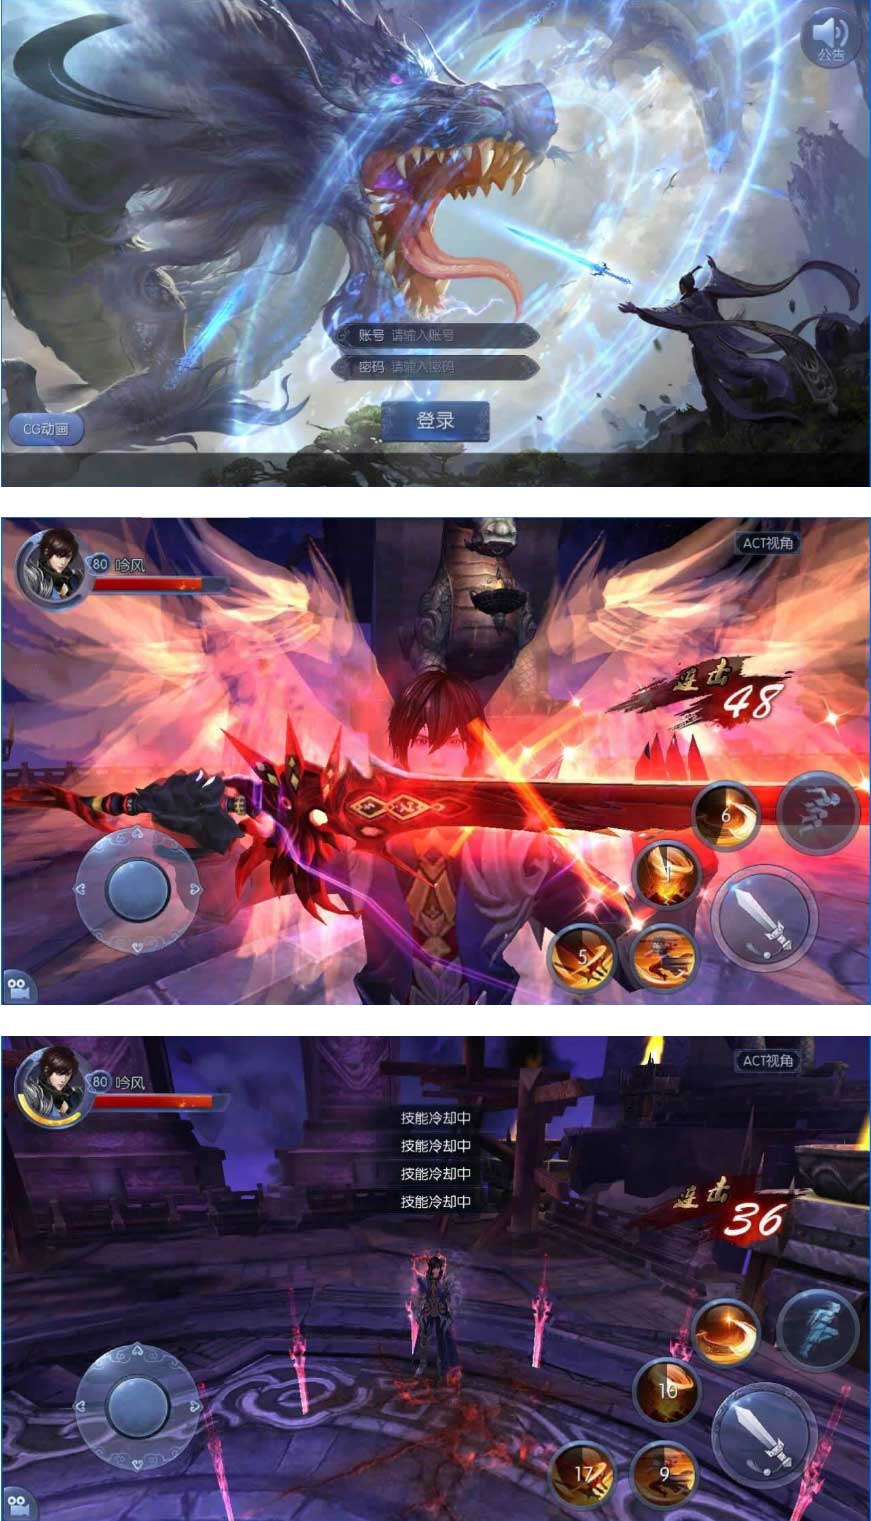 公告
账号 请输入账号
密码 请输入密码
登录
CG动画
80 吟风
ACT视角
连击
48
6
1
5
80 吟风
ACT视角
技能冷却中
技能冷却中
技能冷却中
技能冷却中
连击
36
10
17
9